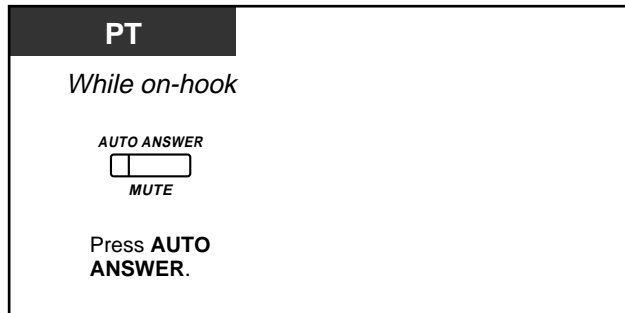 PT
While on-hook
AUTO ANSWER
MUTE
Press AUTO
ANSWER.